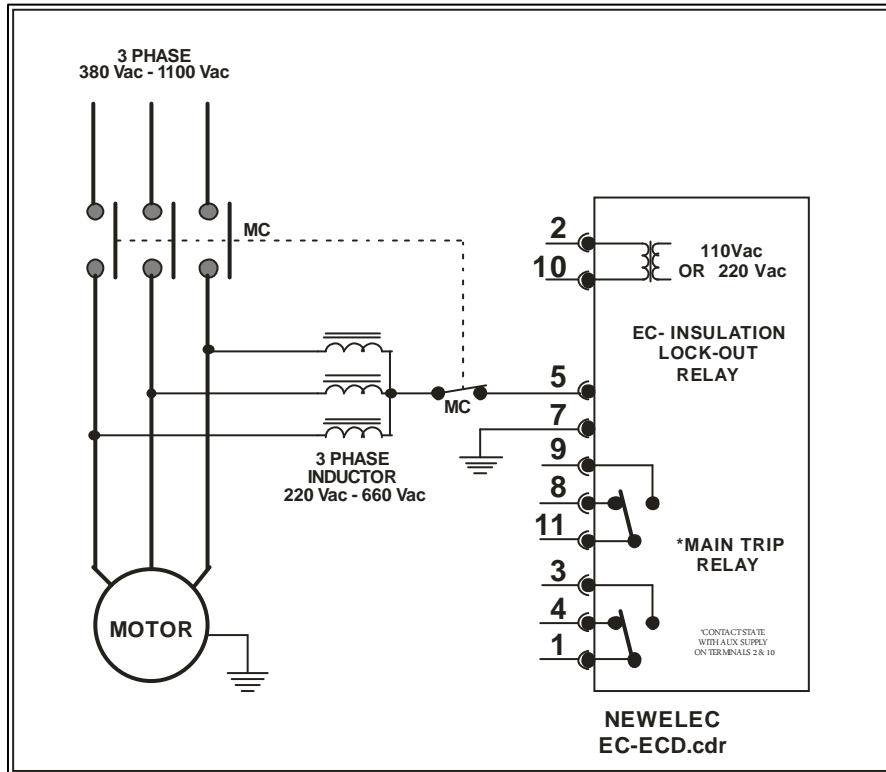 3 PHASE
380 Vac - 1100 Vac
MC
2
10
110Vac
OR 220 Vac
EC- INSULATION
LOCK-OUT
RELAY
5
MC
7
9
3 PHASE
INDUCTOR
220 Vac - 660 Vac
8
11
*MAIN TRIP
RELAY
3
4
1
MOTOR
*CONTACT STATE
WITH AUX SUPPLY
ON TERMINALS 2 & 10
NEWELEC
EC-ECD.cdr